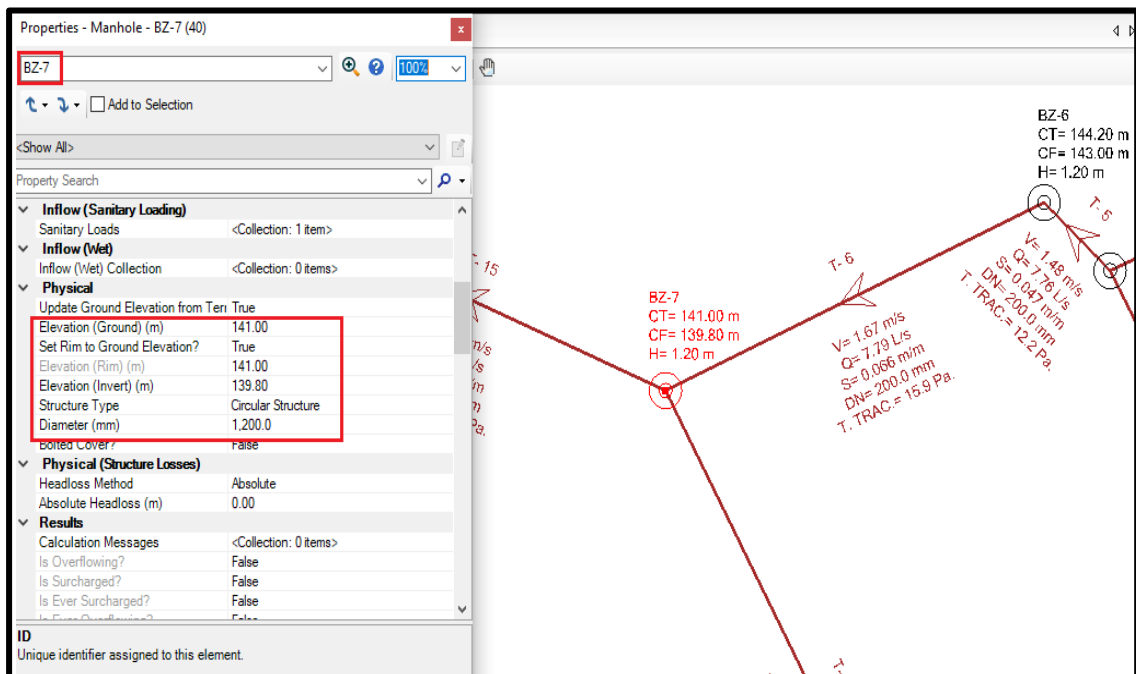 Properties - Manhole - BZ-7 (40)
x
BZ-7
100%
Add to Selection
<Show All>
Property Search
Inflow (Sanitary Loading)
Sanitary Loads <Collection: 1 item>
Inflow (Wet)
Inflow (Wet) Collection <Collection: 0 items>
Physical
Update Ground Elevation from Terr True
Elevation (Ground) (m) 141.00
Set Rim to Ground Elevation? True
Elevation (Rim) (m) 141.00
Elevation (Invert) (m) 139.80
Structure Type Circular Structure
Diameter (mm) 1,200.0
Bolted Cover? False
Physical (Structure Losses)
Headloss Method Absolute
Absolute Headloss (m) 0.00
Results
Calculation Messages <Collection: 0 items>
Is Overflowing? False
Is Surcharged? False
Is Ever Surcharged? False
Is Ever Overflowing? False
ID
Unique identifier assigned to this element.
BZ-6
CT= 144.20 m
CF= 143.00 m
H= 1.20 m
T- 5
V= 1.48 m/s
Q= 7.76 L/s
S= 0.047 m/m
DN= 200.0 mm
T. TRAC.= 12.2 Pa.
T- 6
V= 1.67 m/s
Q= 7.79 L/s
S= 0.066 m/m
DN= 200.0 mm
T. TRAC.= 15.9 Pa.
BZ-7
CT= 141.00 m
CF= 139.80 m
H= 1.20 m
15
n/s
/s
Pa.
T-